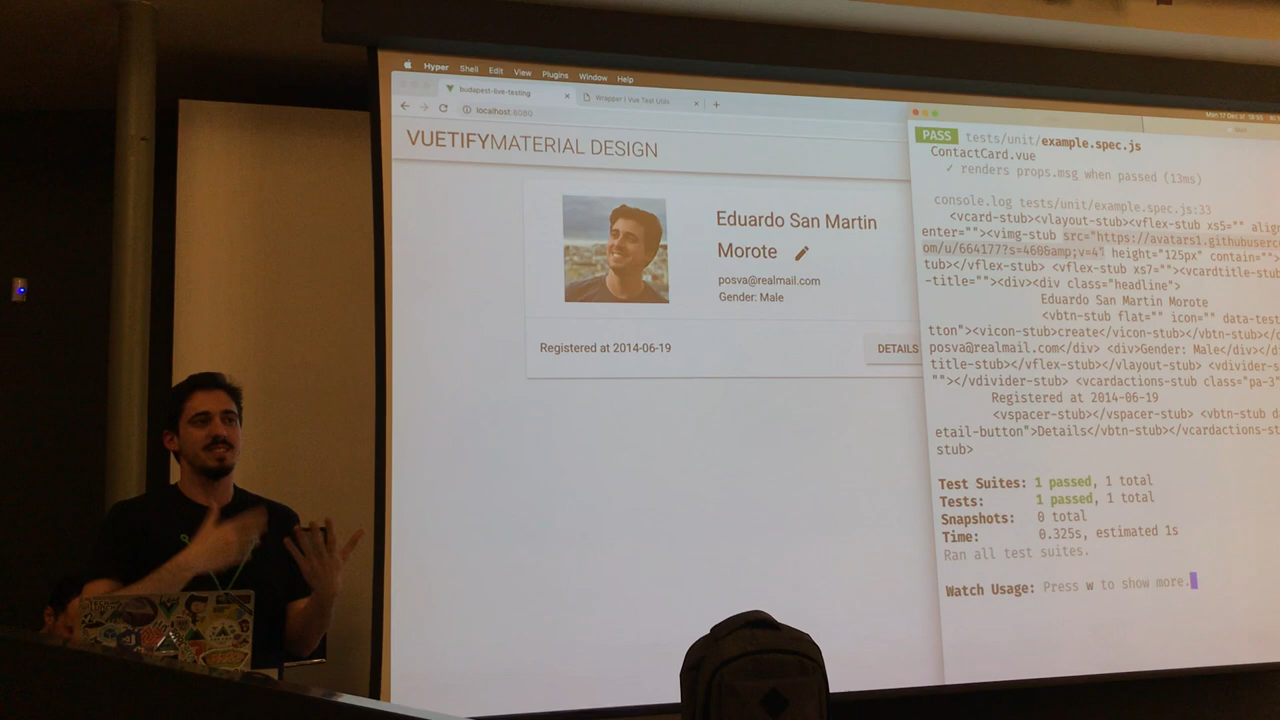 Hyper Shell Edit View Plugins Window Help
budapest-live-testing
Wrapper | Vue Test Utils
localhost:8080
VUETIFYMATERIAL DESIGN
Eduardo San Martin
Morote
posva@realmail.com
Gender: Male
Registered at 2014-06-19
DETAILS
Mon 17 Dec
PASS tests/unit/example.spec.js
ContactCard.vue
✓ renders props.msg when passed (13ms)
console.log tests/unit/example.spec.js:33
<vcard-stub><vlayout-stub><vflex-stub xs5="" align
enter=""><vimg-stub src="https://avatars1.githubuserc
om/u/664177?s=460&amp;v=4" height="125px" contain="">
tub></vflex-stub> <vflex-stub xs7=""><vcardtitle-stub
-title=""><div><div class="headline">
Eduardo San Martin Morote
<vbtn-stub flat="" icon="" data-test
tton"><vicon-stub>create</vicon-stub></vbtn-stub></
posva@realmail.com</div> <div>Gender: Male</div></
title-stub></vflex-stub></vlayout-stub> <vdivider-s
""></vdivider-stub> <vcardactions-stub class="pa-3"
Registered at 2014-06-19
<vspacer-stub></vspacer-stub> <vbtn-stub d
etail-button">Details</vbtn-stub></vcardactions-st
stub>
Test Suites: 1 passed, 1 total
Tests: 1 passed, 1 total
Snapshots: 0 total
Time: 0.325s, estimated 1s
Ran all test suites.
Watch Usage: Press w to show more.